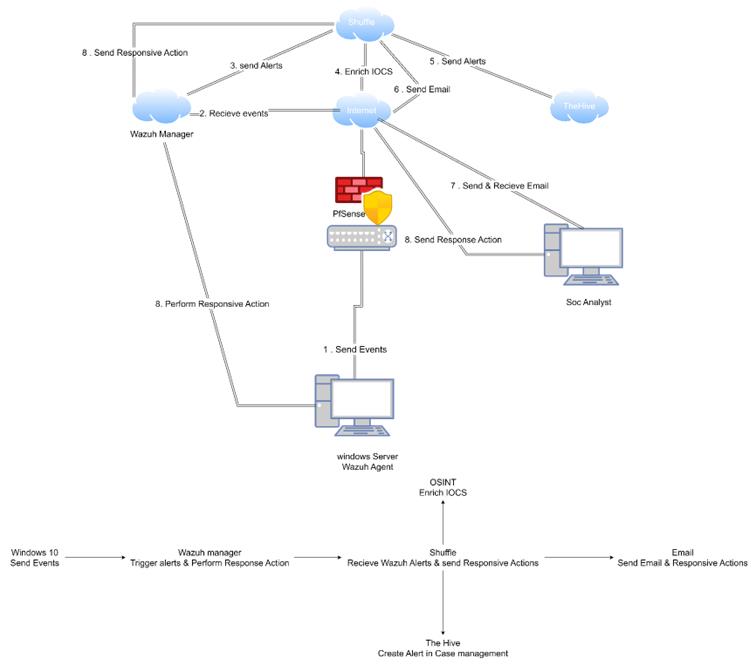 Shuffle
8 . Send Responsive Action
3. send Alerts
4. Enrich IOCS
5 . Send Alerts
6 . Send Email
TheHive
Internet
2. Recieve events
Wazuh Manager
7 . Send & Recieve Email
PfSense
8. Send Response Action
Soc Analyst
8. Perform Responsive Action
1 . Send Events
windows Server
Wazuh Agent
OSINT
Enrich IOCS
Windows 10
Send Events
Wazuh manager
Trigger alerts & Perform Response Action
Shuffle
Recieve Wazuh Alerts & send Responsive Actions
Email
Send Email & Responsive Actions
The Hive
Create Alert in Case management